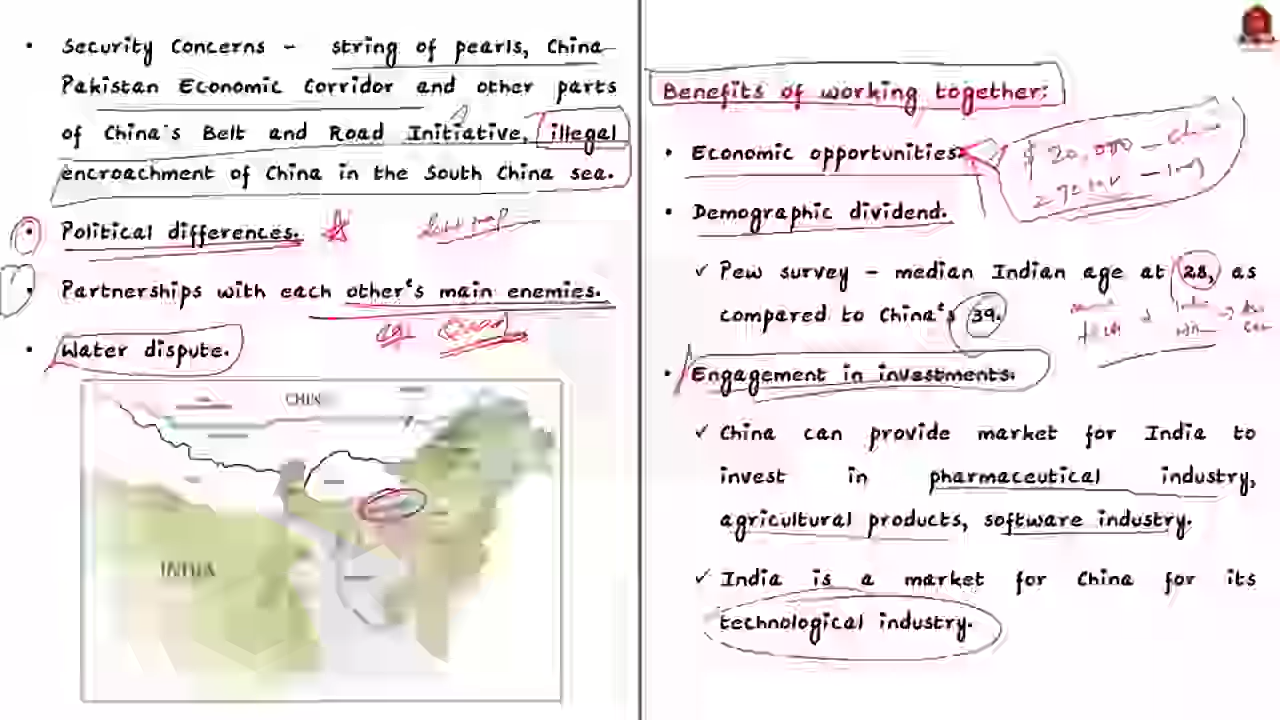 • Security Concerns - string of pearls, China
Pakistan Economic Corridor and other parts
of China's Belt and Road Initiative, illegal
encroachment of China in the South China sea.
• Political differences.
• Partnerships with each other's main enemies.
• Water dispute.
INDIA
Benefits of working together:
• Economic opportunities.
• Demographic dividend.
✓ Pew survey - median Indian age at 28, as
compared to China's 39.
• Engagement in investments.
✓ China can provide market for India to
invest in pharmaceutical industry,
agricultural products, software industry.
✓ India is a market for China for its
technological industry.